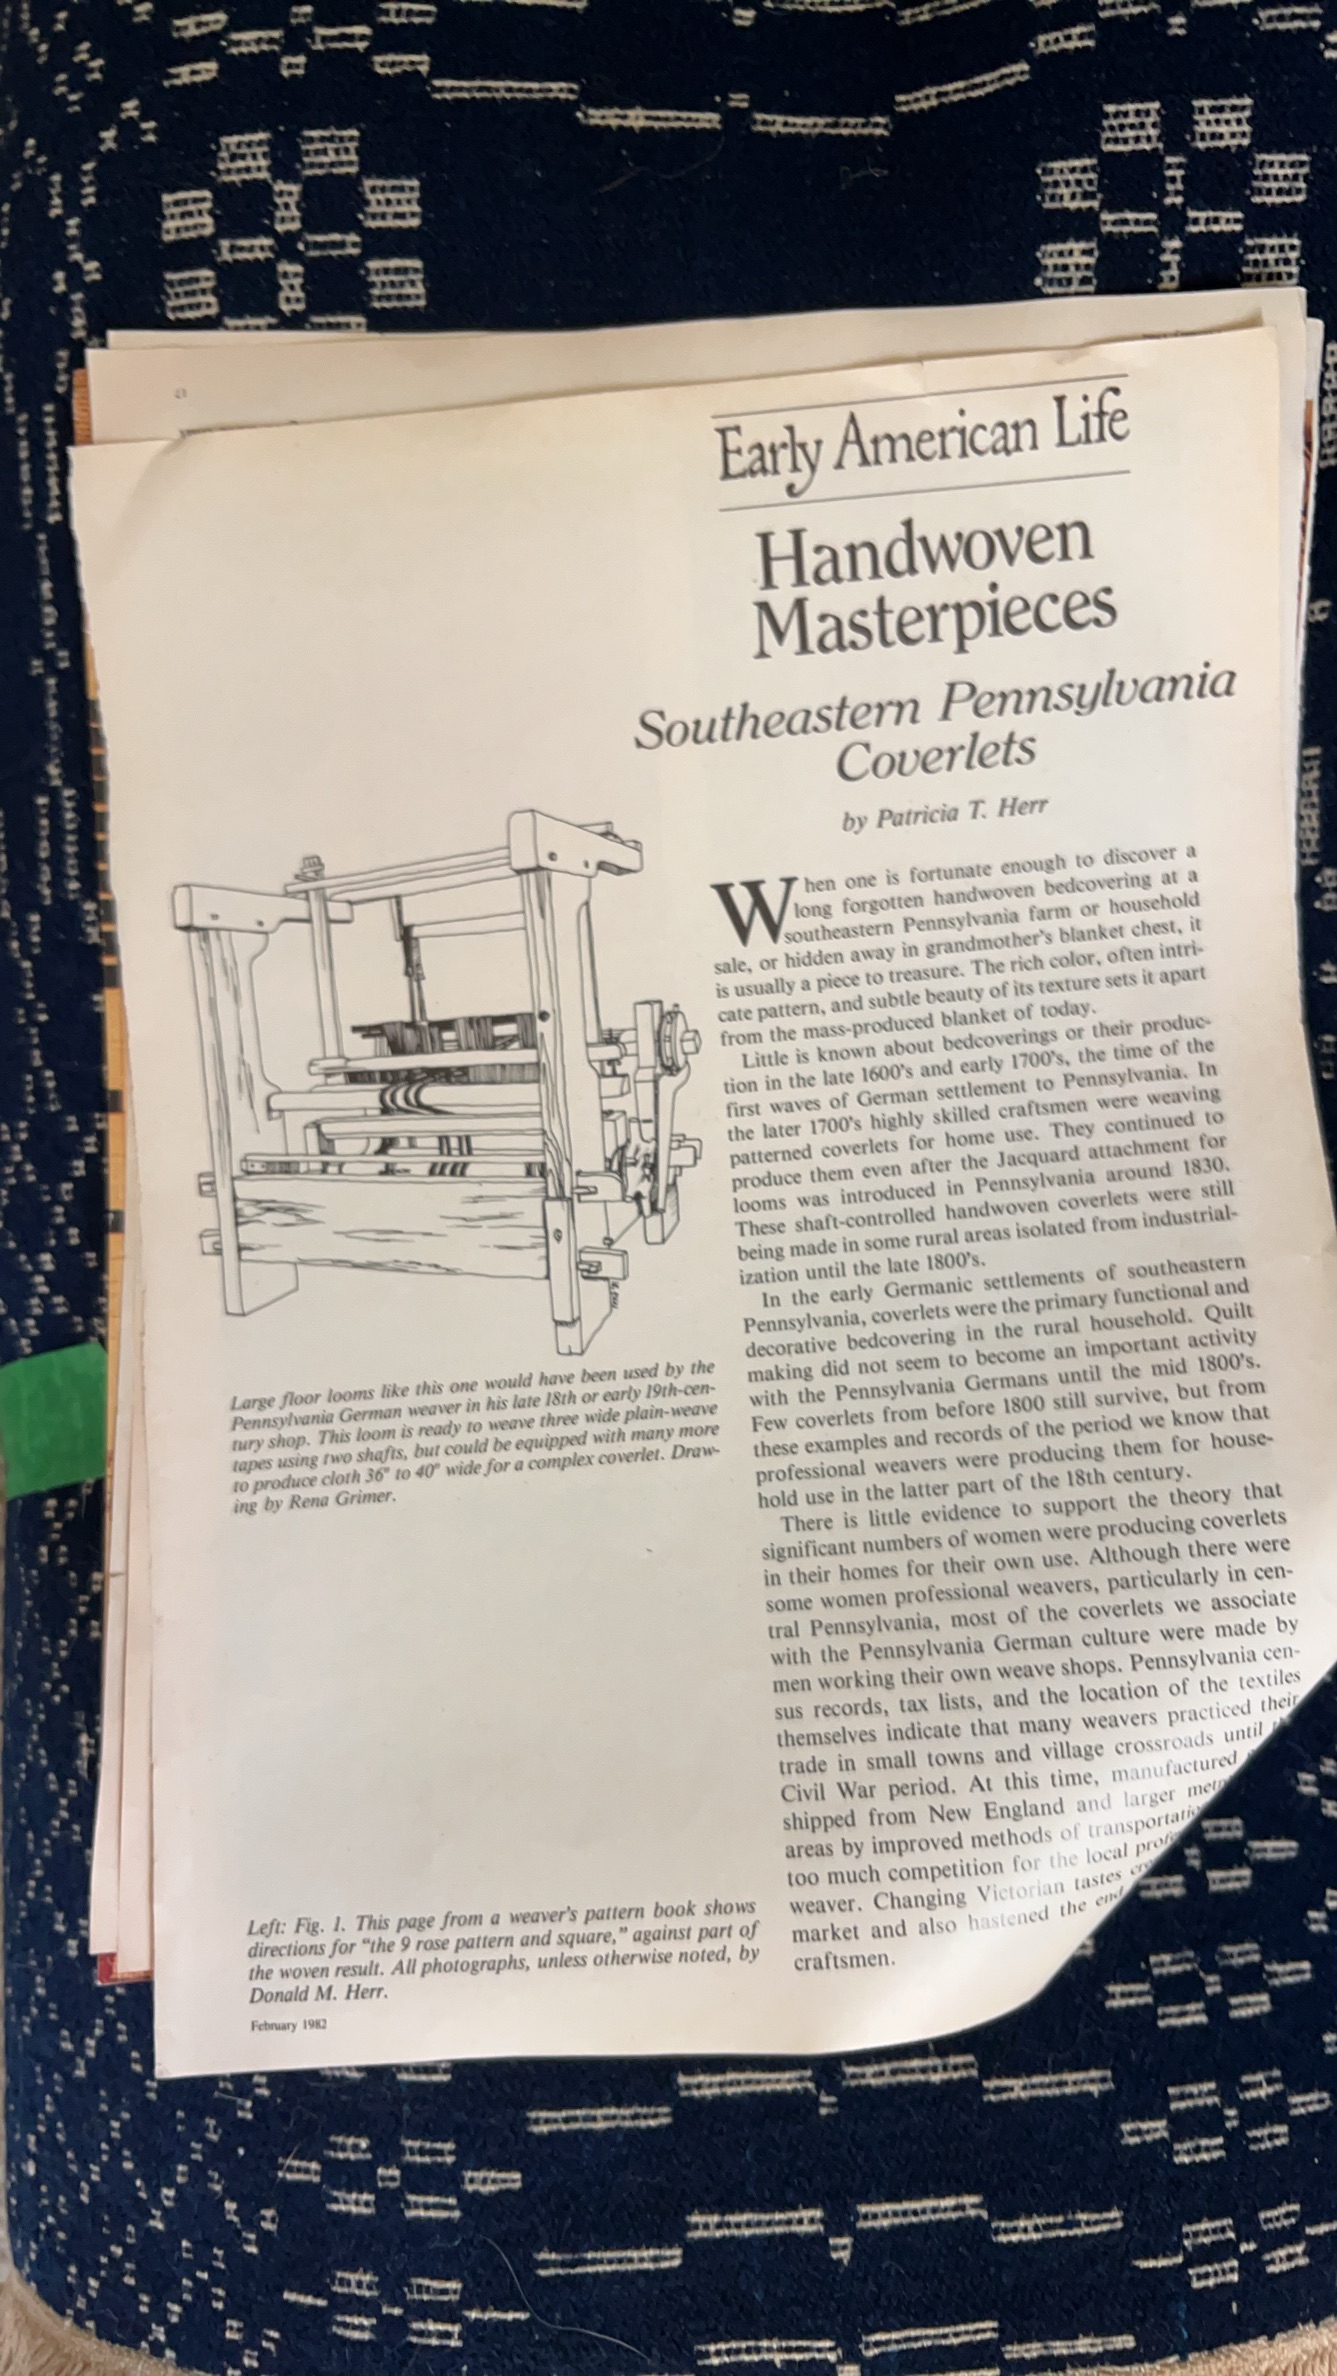 Early American Life
Handwoven
Masterpieces
Southeastern Pennsylvania
Coverlets
by Patricia T. Herr
When one is fortunate enough to discover a
long forgotten handwoven bedcovering at a
southeastern Pennsylvania farm or household
sale, or hidden away in grandmother's blanket chest, it
is usually a piece to treasure. The rich color, often intri-
cate pattern, and subtle beauty of its texture sets it apart
from the mass-produced blanket of today.
Little is known about bedcoverings or their produc-
tion in the late 1600's and early 1700's, the time of the
first waves of German settlement to Pennsylvania. In
the later 1700's highly skilled craftsmen were weaving
patterned coverlets for home use. They continued to
produce them even after the Jacquard attachment for
looms was introduced in Pennsylvania around 1830.
These shaft-controlled handwoven coverlets were still
being made in some rural areas isolated from industrial-
ization until the late 1800's.
In the early Germanic settlements of southeastern
Pennsylvania, coverlets were the primary functional and
decorative bedcovering in the rural household. Quilt
making did not seem to become an important activity
with the Pennsylvania Germans until the mid 1800's.
Few coverlets from before 1800 still survive, but from
these examples and records of the period we know that
professional weavers were producing them for house-
hold use in the latter part of the 18th century.
There is little evidence to support the theory that
significant numbers of women were producing coverlets
in their homes for their own use. Although there were
some women professional weavers, particularly in cen-
tral Pennsylvania, most of the coverlets we associate
with the Pennsylvania German culture were made by
men working their own weave shops. Pennsylvania cen-
sus records, tax lists, and the location of the textiles
themselves indicate that many weavers practiced their
trade in small towns and village crossroads until
Civil War period. At this time, manufactured
shipped from New England and larger
areas by improved methods of
too much competition for the local
weaver. Changing Victorian tastes
market and also hastened the end
craftsmen.
Large floor looms like this one would have been used by the
Pennsylvania German weaver in his late 18th or early 19th-cen-
tury shop. This loom is ready to weave three wide plain-weave
tapes using two shafts, but could be equipped with many more
to produce cloth 36" to 40" wide for a complex coverlet. Draw-
ing by Rena Grimer.
Left: Fig. 1. This page from a weaver's pattern book shows
directions for "the 9 rose pattern and square," against part of
the woven result. All photographs, unless otherwise noted, by
Donald M. Herr.
February 1982